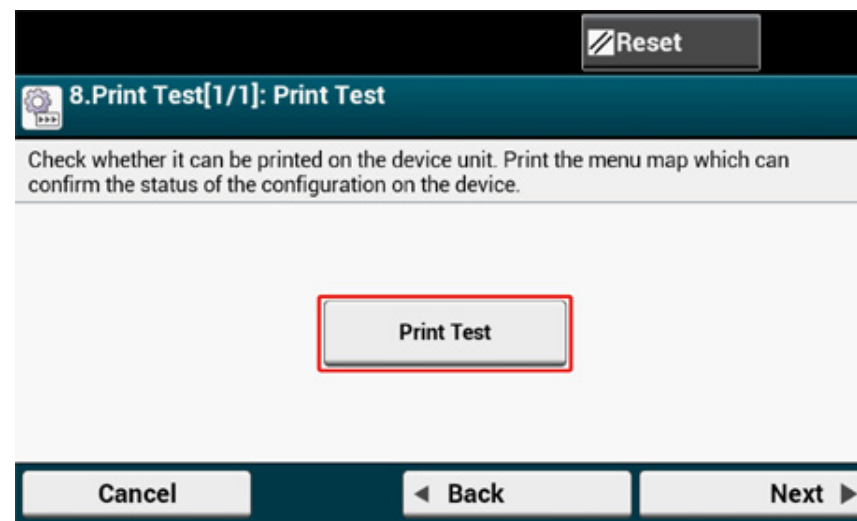 Reset
8.Print Test[1/1]: Print Test
Check whether it can be printed on the device unit. Print the menu map which can
confirm the status of the configuration on the device.
Print Test
Cancel
◀ Back
Next ▶